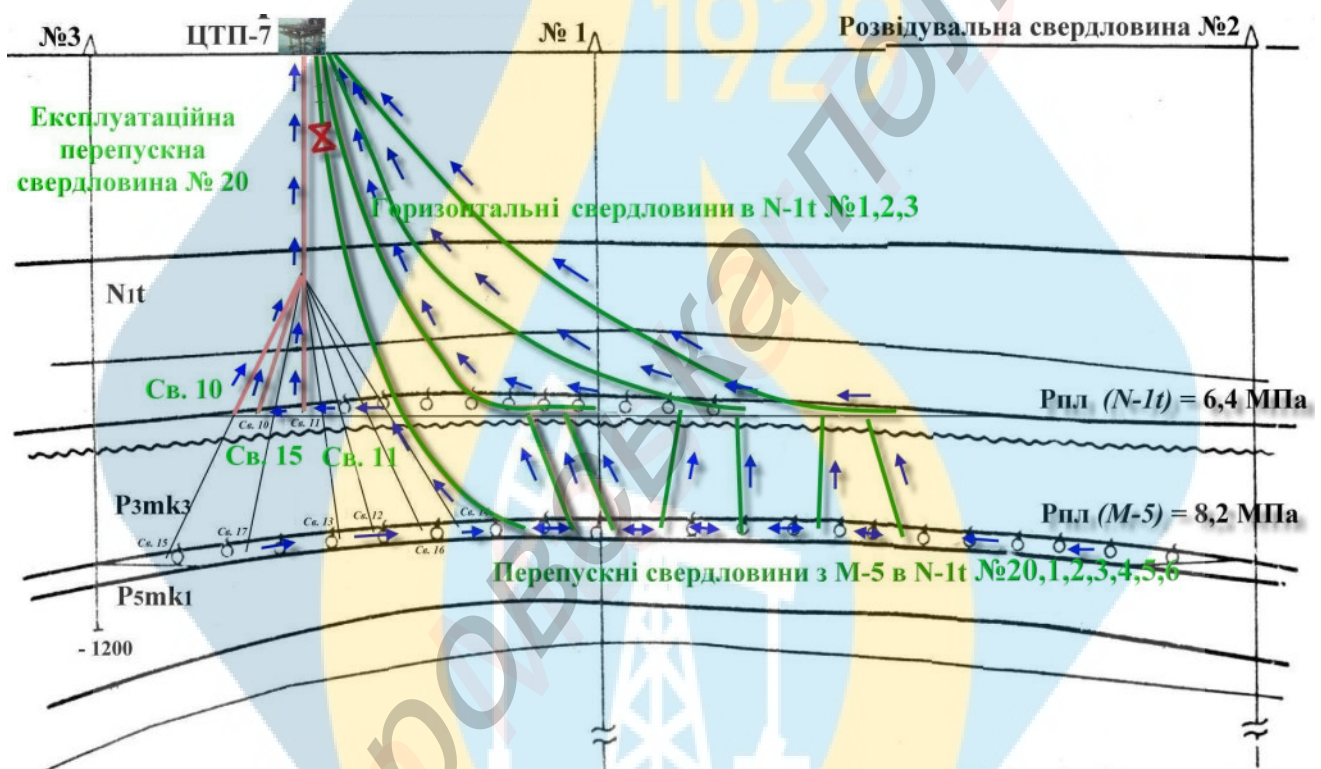 №3
ЦТП-7
№ 1
Розвідувальна свердловина №2
1929
Експлуатаційна
перепускна
свердловина № 20
Горизонтальні свердловини в N-1t №1,2,3
N1t
Св. 10
Рпл (N-1t) = 6,4 МПа
Св. 10
Св. 11
Св. 15
Св. 11
P3mk3
Рпл (М-5) = 8,2 МПа
Св. 15
Св. 17
Св. 13
Св. 12
Св. 16
Перепускні свердловини з М-5 в N-1t №20,1,2,3,4,5,6
P5mk1
- 1200